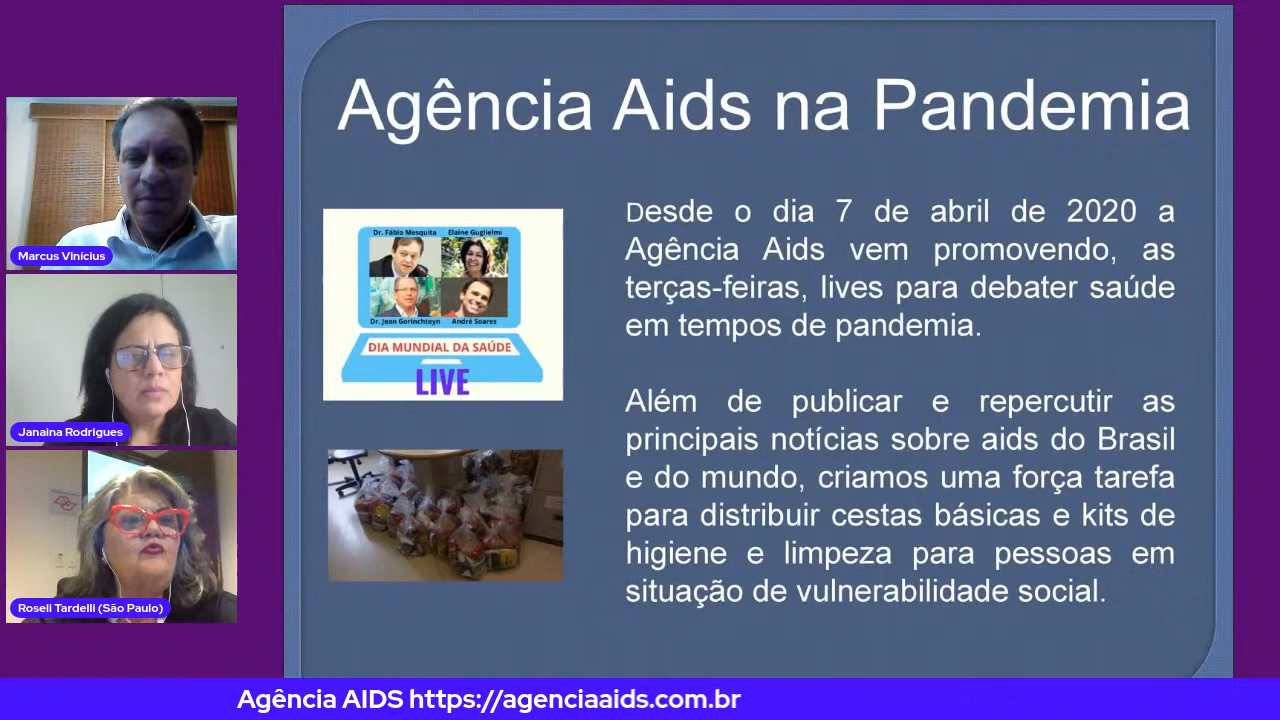 Agência Aids na Pandemia
Marcus Vinícius
Janaina Rodrigues
Roseli Tardelli (São Paulo)
Dr. Fábio Mesquita Elaine Guglielmi
Dr. Jean Gorinchteyn André Soares
DIA MUNDIAL DA SAÚDE
LIVE
Desde o dia 7 de abril de 2020 a
Agência Aids vem promovendo, as
terças-feiras, lives para debater saúde
em tempos de pandemia.
Além de publicar e repercutir as
principais notícias sobre aids do Brasil
e do mundo, criamos uma força tarefa
para distribuir cestas básicas e kits de
higiene e limpeza para pessoas em
situação de vulnerabilidade social.
Agência AIDS https://agenciaaids.com.br